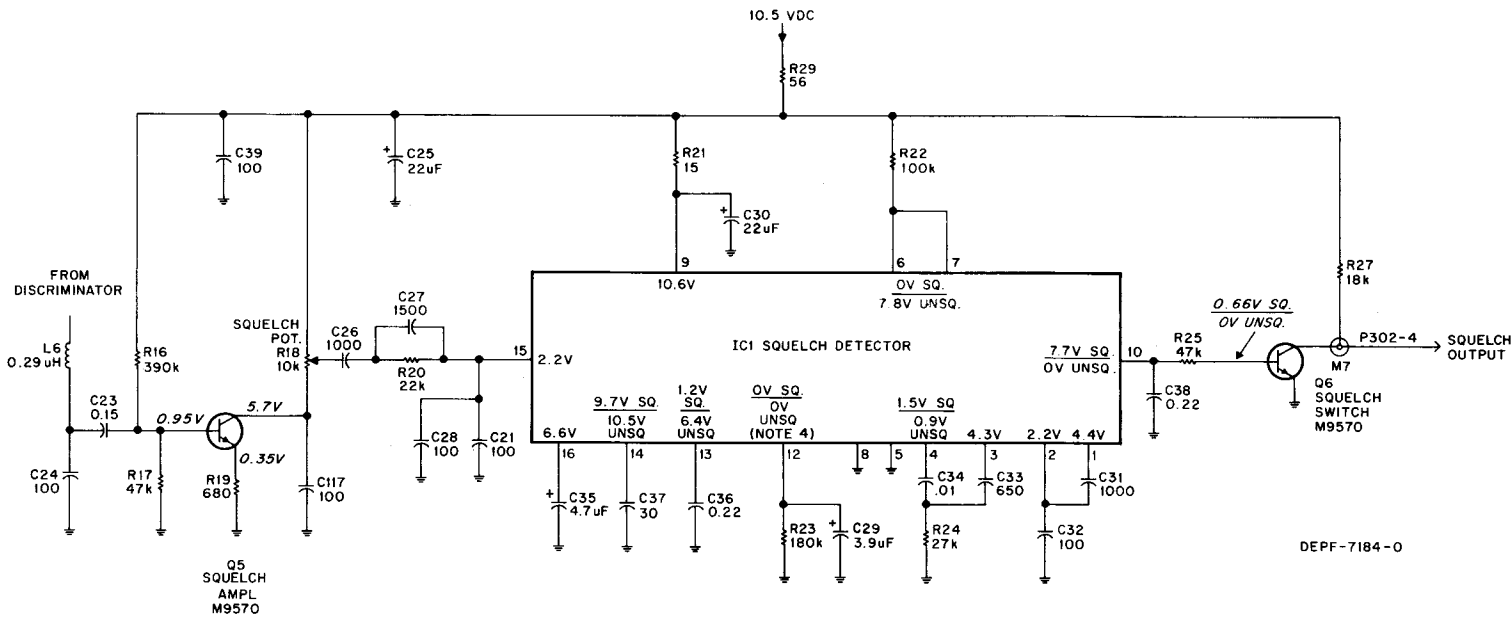 10.5 VDC
R29
56
C39
100
C25
22uF
R21
15
C30
22uF
R22
100k
R27
18k
FROM
DISCRIMINATOR
L6
0.29uH
R16
390k
SQUELCH
POT.
R18
10k
C26
1000
C27
1500
R20
22k
C23
0.15
0.95V
5.7V
0.35V
C24
100
R17
47k
R19
680
C117
100
Q5
SQUELCH
AMPL
M9570
C28
100
C21
100
15
2.2V
9
10.6V
6
7
0V SQ.
7.8V UNSQ.
IC1 SQUELCH DETECTOR
7.7V SQ.
0V UNSQ.
10
6.6V
16
9.7V SQ.
10.5V
UNSQ
14
1.2V
SQ.
6.4V
UNSQ
13
0V SQ.
0V
UNSQ
(NOTE 4)
12
8
5
1.5V SQ
0.9V
UNSQ
4
4.3V
3
2.2V
2
4.4V
1
C35
4.7uF
C37
30
C36
0.22
R23
180k
C29
3.9uF
C34
.01
C33
650
R24
27k
C32
100
C31
1000
C38
0.22
R25
47k
0.66V SQ.
0V UNSQ.
P302-4
M7
SQUELCH
OUTPUT
Q6
SQUELCH
SWITCH
M9570
DEPF-7184-O